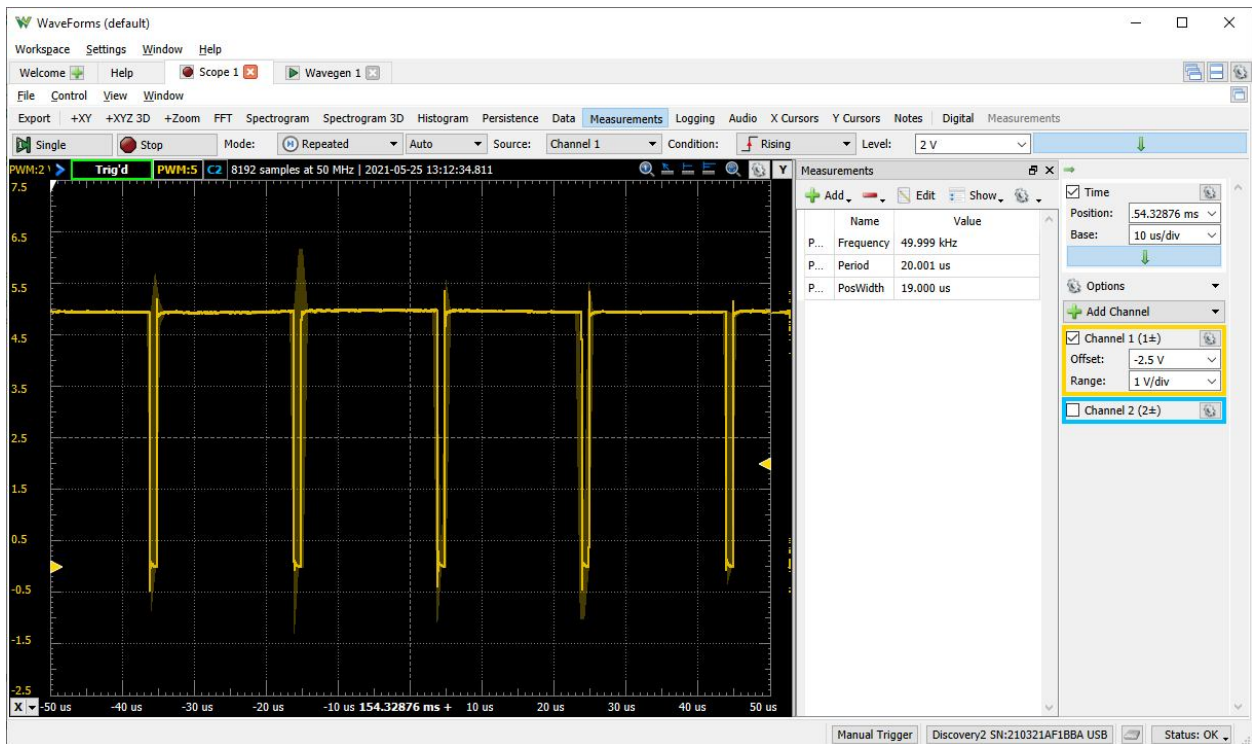 WaveForms (default)
Workspace Settings Window Help
Welcome Help Scope 1 Wavegen 1
File Control View Window
Export +XY +XYZ 3D +Zoom FFT Spectrogram Spectrogram 3D Histogram Persistence Data Measurements Logging Audio X Cursors Y Cursors Notes Digital Measurements
Single Stop Mode: Repeated Auto Source: Channel 1 Condition: Rising Level: 2 V
PWM:2 Trig'd PWM:5 C2 8192 samples at 50 MHz | 2021-05-25 13:12:34.811 Y
7.5
6.5
5.5
4.5
3.5
2.5
1.5
0.5
-0.5
-1.5
-2.5
X -50 us -40 us -30 us -20 us -10 us 154.32876 ms + 10 us 20 us 30 us 40 us 50 us
Measurements
Add Edit Show
Name Value
P... Frequency 49.999 kHz
P... Period 20.001 us
P... PosWidth 19.000 us
Time
Position: .54.32876 ms
Base: 10 us/div
Options
Add Channel
Channel 1 (1±)
Offset: -2.5 V
Range: 1 V/div
Channel 2 (2±)
Manual Trigger Discovery2 SN:210321AF1BBA USB Status: OK